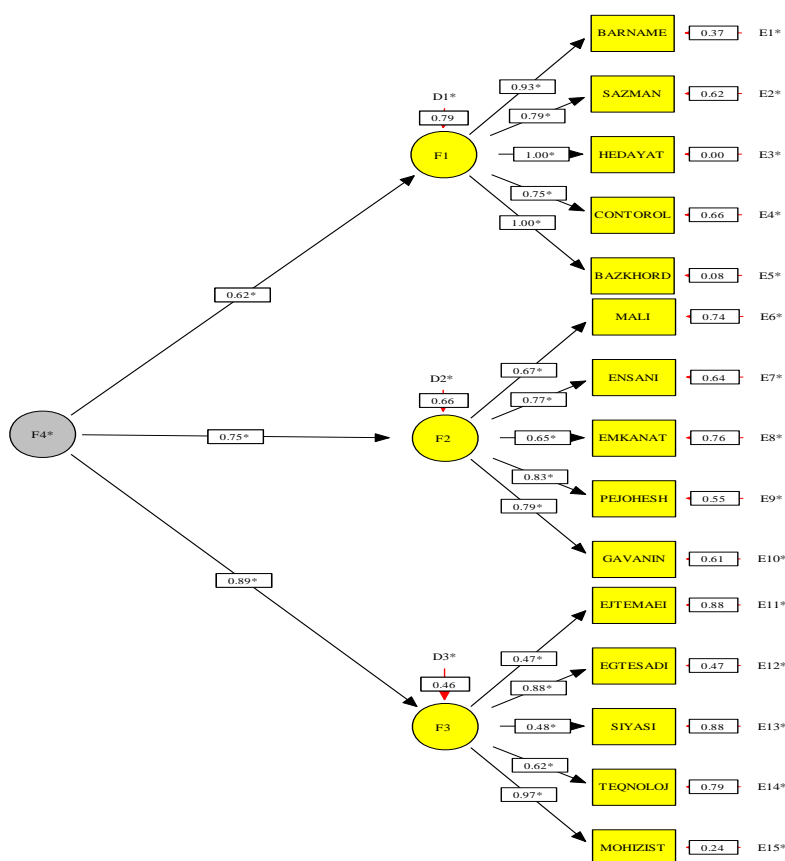 BARNAME 0.37 E1*
0.93*
D1* SAZMAN 0.62 E2*
0.79 0.79*
F1 1.00* HEDAYAT 0.00 E3*
0.75*
CONTOROL 0.66 E4*
1.00*
BAZKHORD 0.08 E5*
0.62*
MALI 0.74 E6*
0.67*
D2* ENSANI 0.64 E7*
0.66 0.77*
F4* 0.75* F2 0.65* EMKANAT 0.76 E8*
0.83*
PEJOHESH 0.55 E9*
0.79*
GAVANIN 0.61 E10*
0.89*
EJTEMAEI 0.88 E11*
0.47*
D3* EGTESADI 0.47 E12*
0.46 0.88*
F3 0.48* SIYASI 0.88 E13*
0.62*
TEQNOLOJ 0.79 E14*
0.97*
MOHIZIST 0.24 E15*